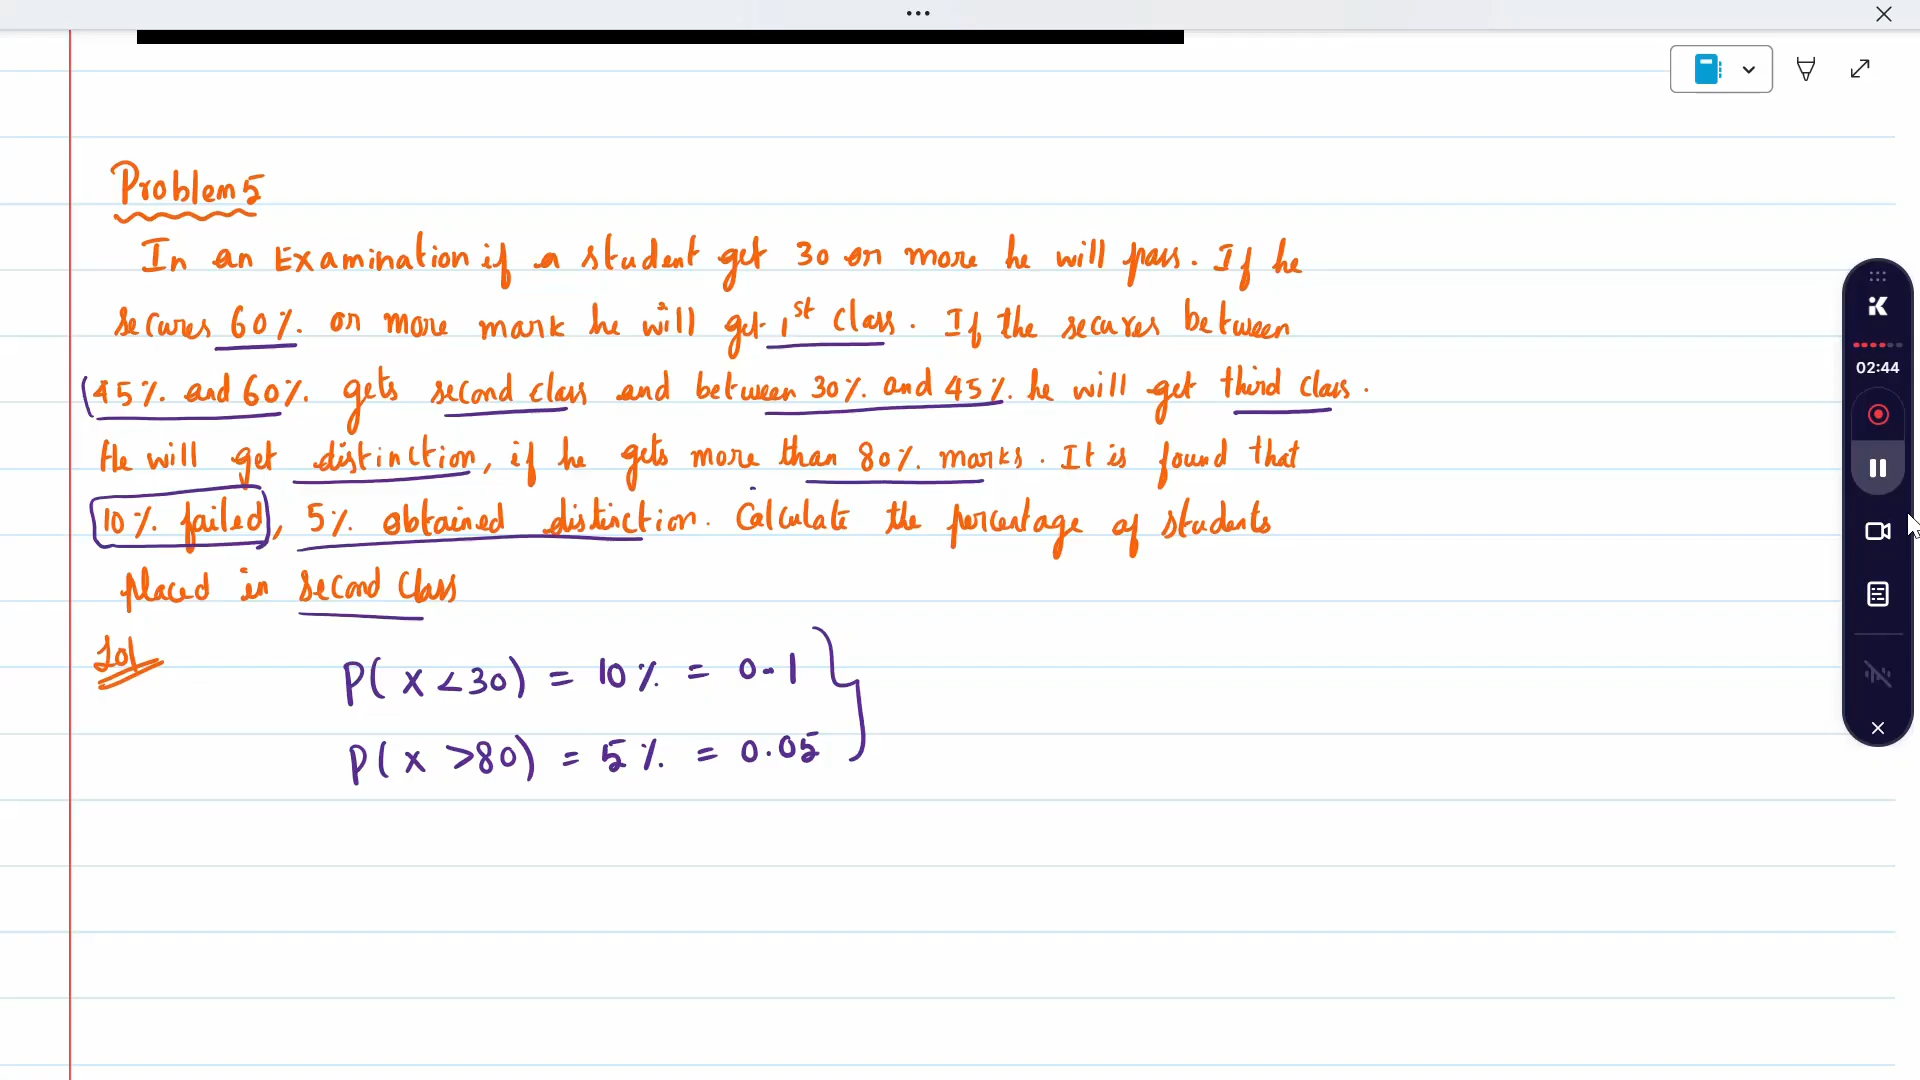 Problem 5
In an Examination if a student get 30 or more he will pass. If he
secures 60% or more mark he will get 1st class. If the secures between
45% and 60% gets second class and between 30% and 45% he will get third class.
He will get distinction, if he gets more than 80% marks. It is found that
10% failed, 5% obtained distinction. Calculate the percentage of students
placed in second class
Sol
P(x<30) = 10% = 0.1
P(x>80) = 5% = 0.05
02:44